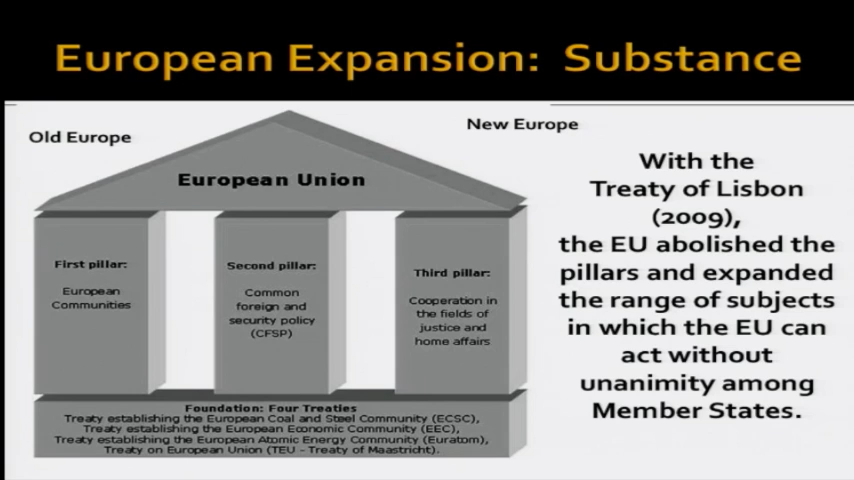 European Expansion: Substance
Old Europe
New Europe
European Union
First pillar:
European
Communities
Second pillar:
Common
foreign and
security policy
(CFSP)
Third pillar:
Cooperation in
the fields of
justice and
home affairs
Foundation: Four Treaties
Treaty establishing the European Coal and Steel Community (ECSC),
Treaty establishing the European Economic Community (EEC),
Treaty establishing the European Atomic Energy Community (Euratom),
Treaty on European Union (TEU - Treaty of Maastricht).
With the
Treaty of Lisbon
(2009),
the EU abolished the
pillars and expanded
the range of subjects
in which the EU can
act without
unanimity among
Member States.